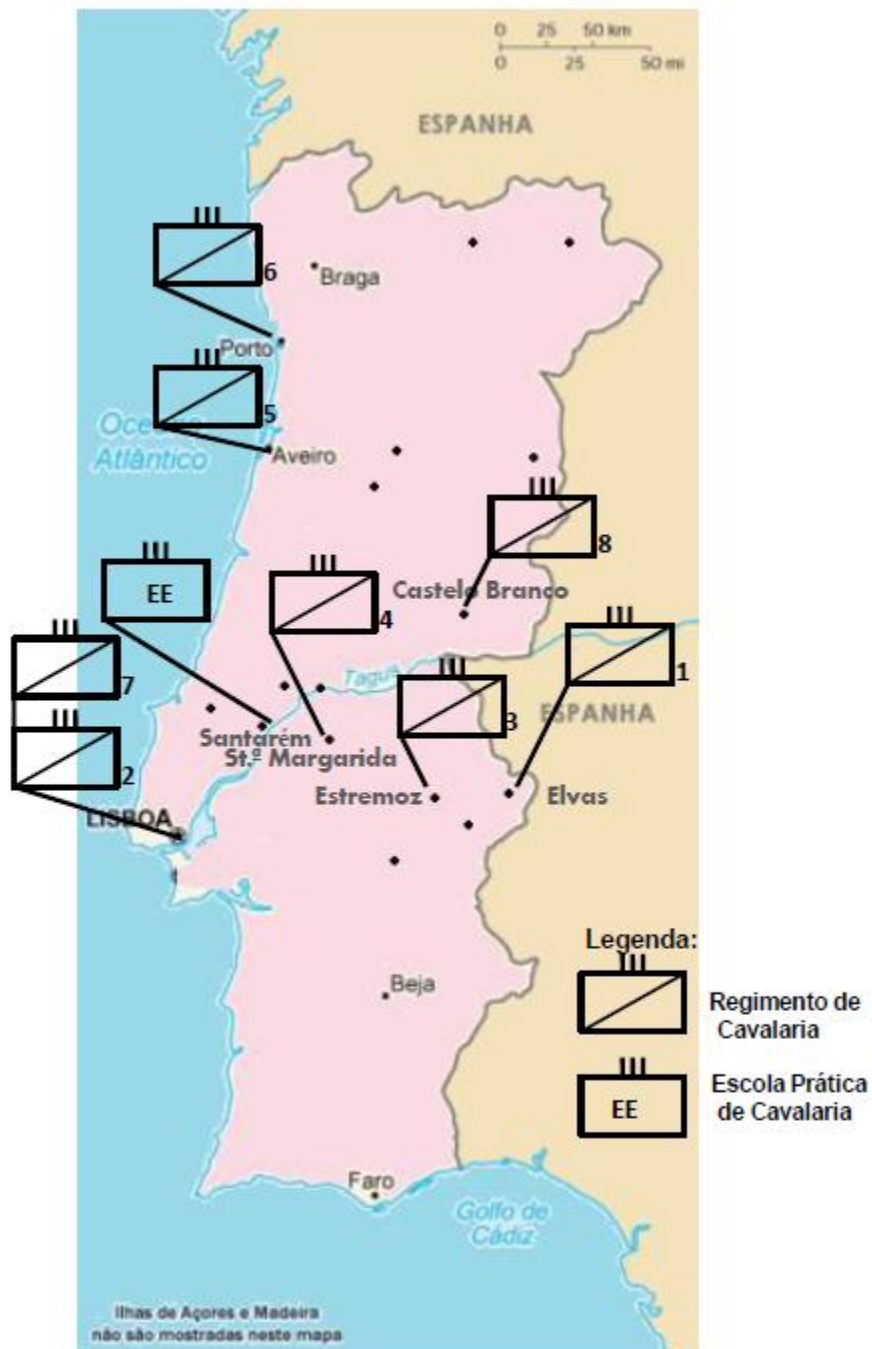 0 25 50 km
0 25 50 mi
ESPANHA
6
Braga
Porto
5
Oceano
Atlântico
Aveiro
8
EE
4
Castelo Branco
7
1
Tagus
3
ESPANHA
2
Santarém
St.ª Margarida
Estremoz
Elvas
LISBOA
Legenda:
Beja
Regimento de
Cavalaria
EE
Escola Prática
de Cavalaria
Faro
Golfo de
Cádiz
Ilhas de Açores e Madeira
não são mostradas neste mapa